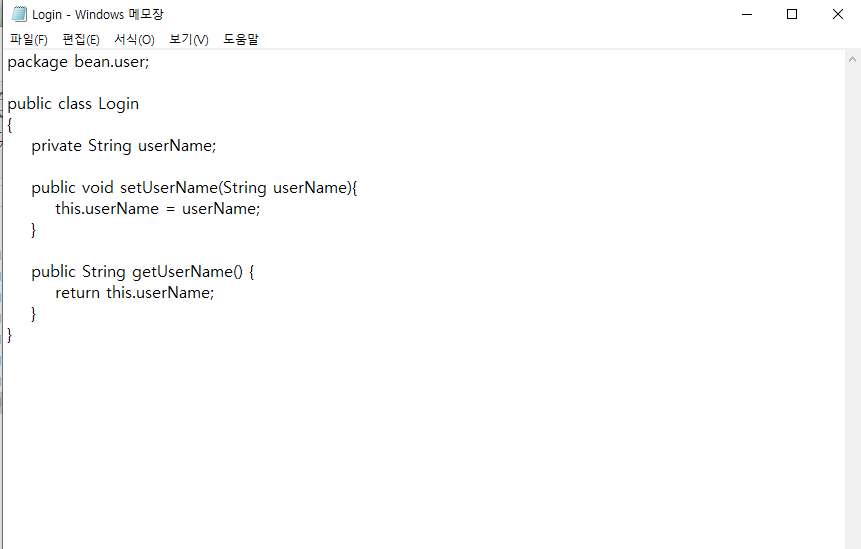 Login - Windows 메모장
파일(F) 편집(E) 서식(O) 보기(V) 도움말
package bean.user;
public class Login
{
private String userName;
public void setUserName(String userName){
this.userName = userName;
}
public String getUserName() {
return this.userName;
}
}